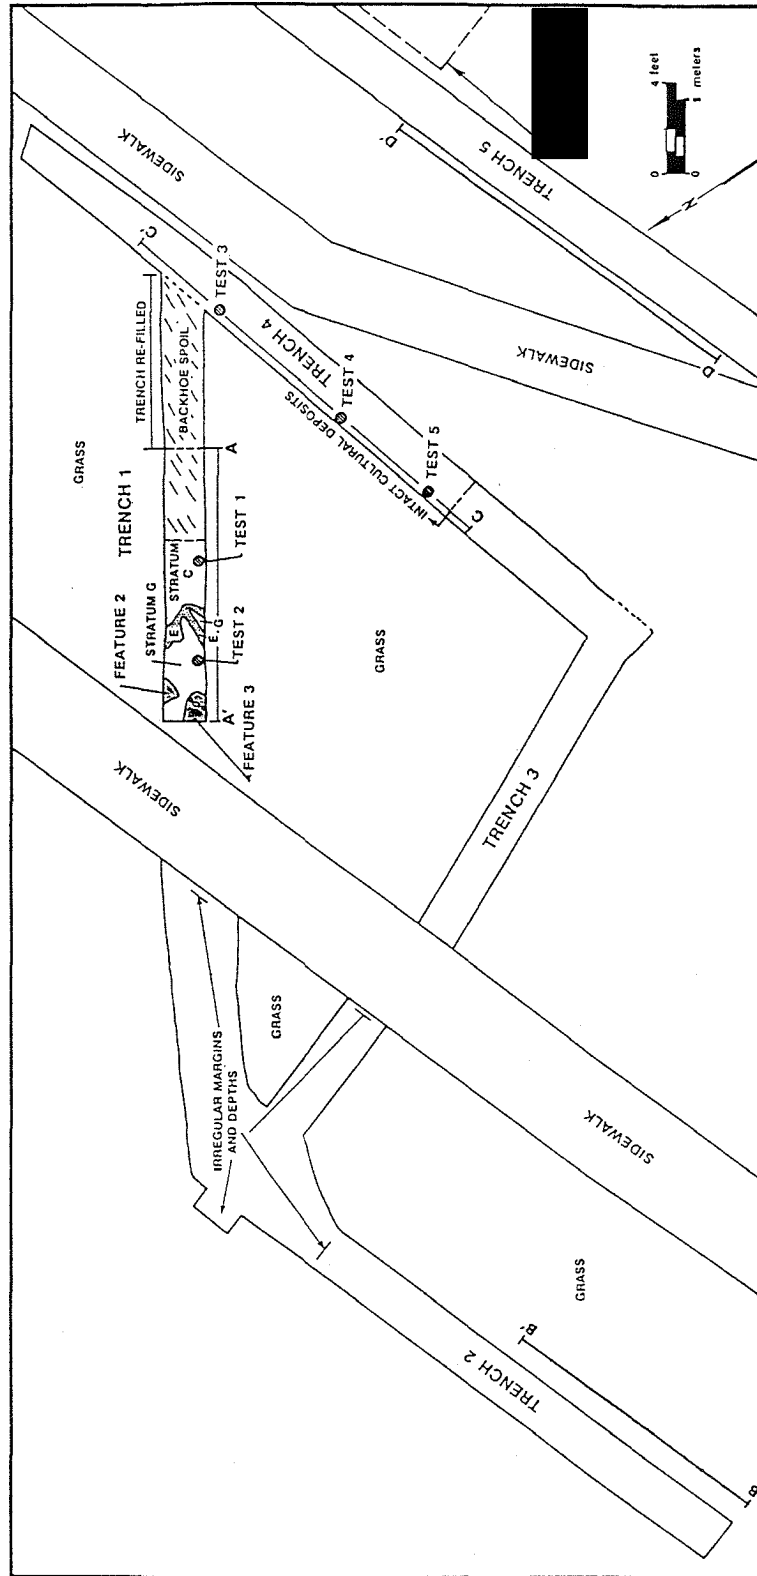 4 feet
1 meters
0
0
N
TRENCH 5
D'
D
SIDEWALK
SIDEWALK
C'
TEST 3
TRENCH 4
TEST 4
INTACT CULTURAL DEPOSITS
TEST 5
C
TRENCH RE-FILLED
BACKHOE SPOIL
GRASS
A
TRENCH 1
STRATUM
C
TEST 1
FEATURE 2
STRATUM G
E
E, G
TEST 2
A'
FEATURE 3
GRASS
SIDEWALK
TRENCH 3
GRASS
IRREGULAR MARGINS
AND DEPTHS
SIDEWALK
GRASS
B'
TRENCH 2
B